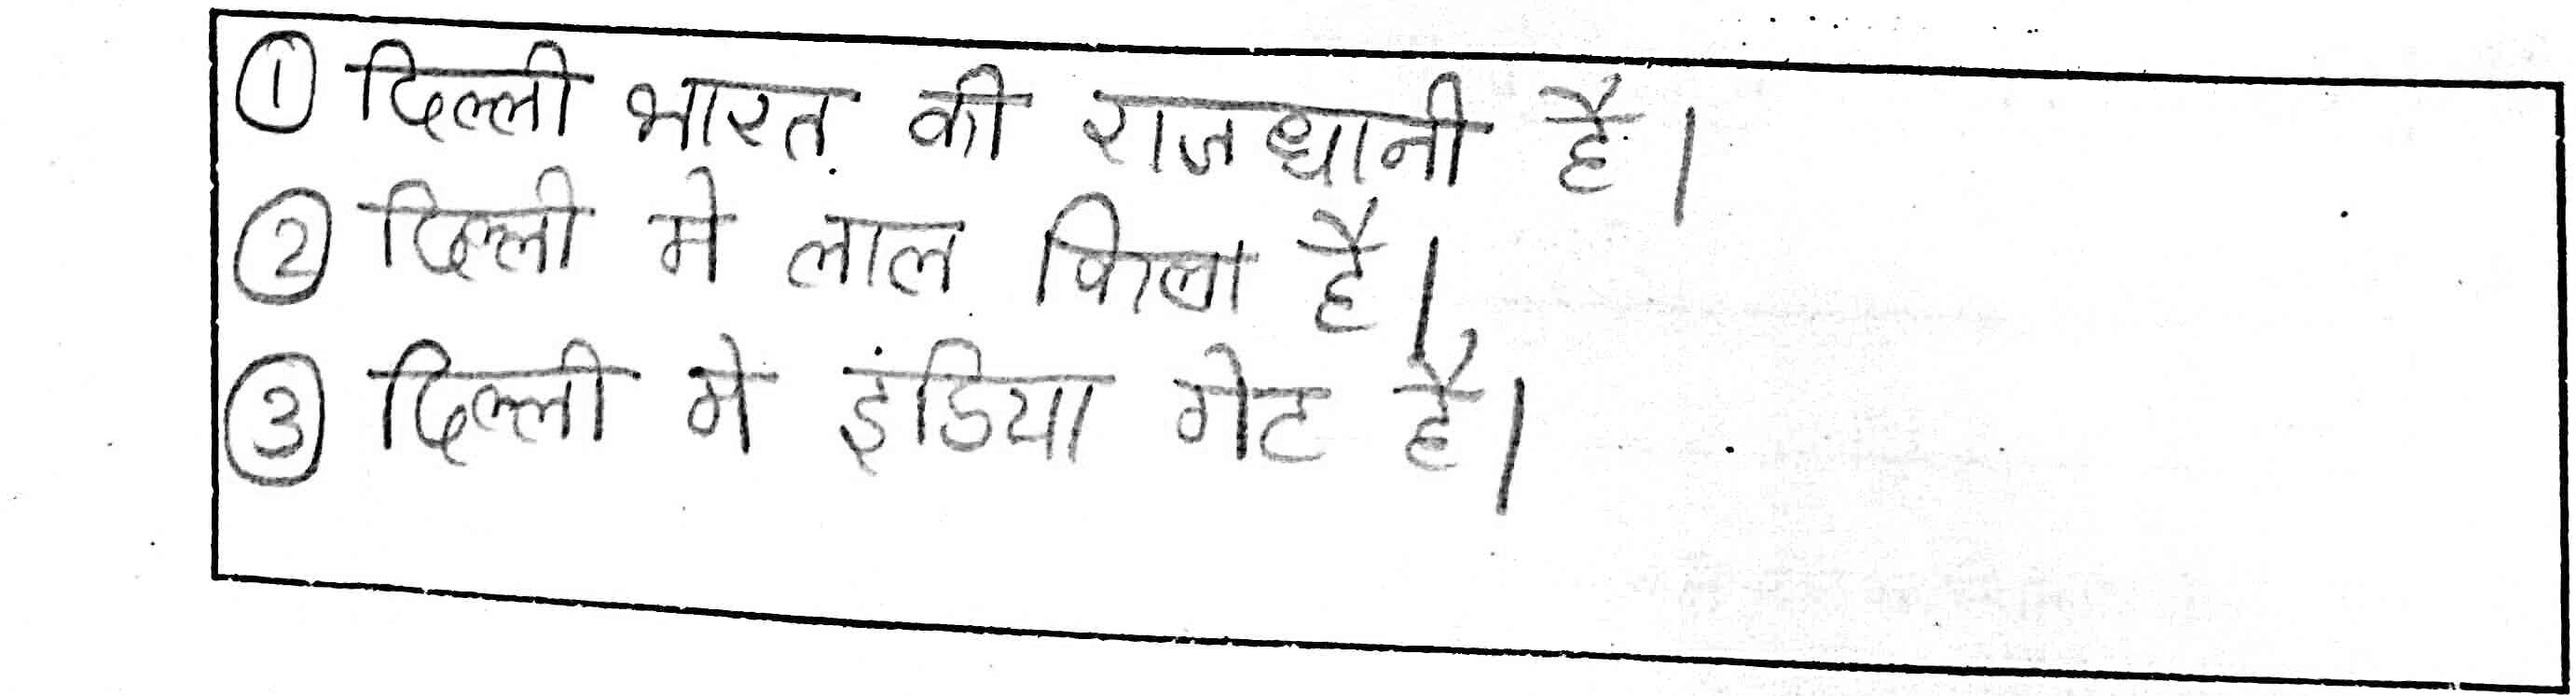 ① दिल्ली भारत की राजधानी है।
② दिल्ली मे लाल किला है।
③ दिल्ली मे इंडिया गेट है।